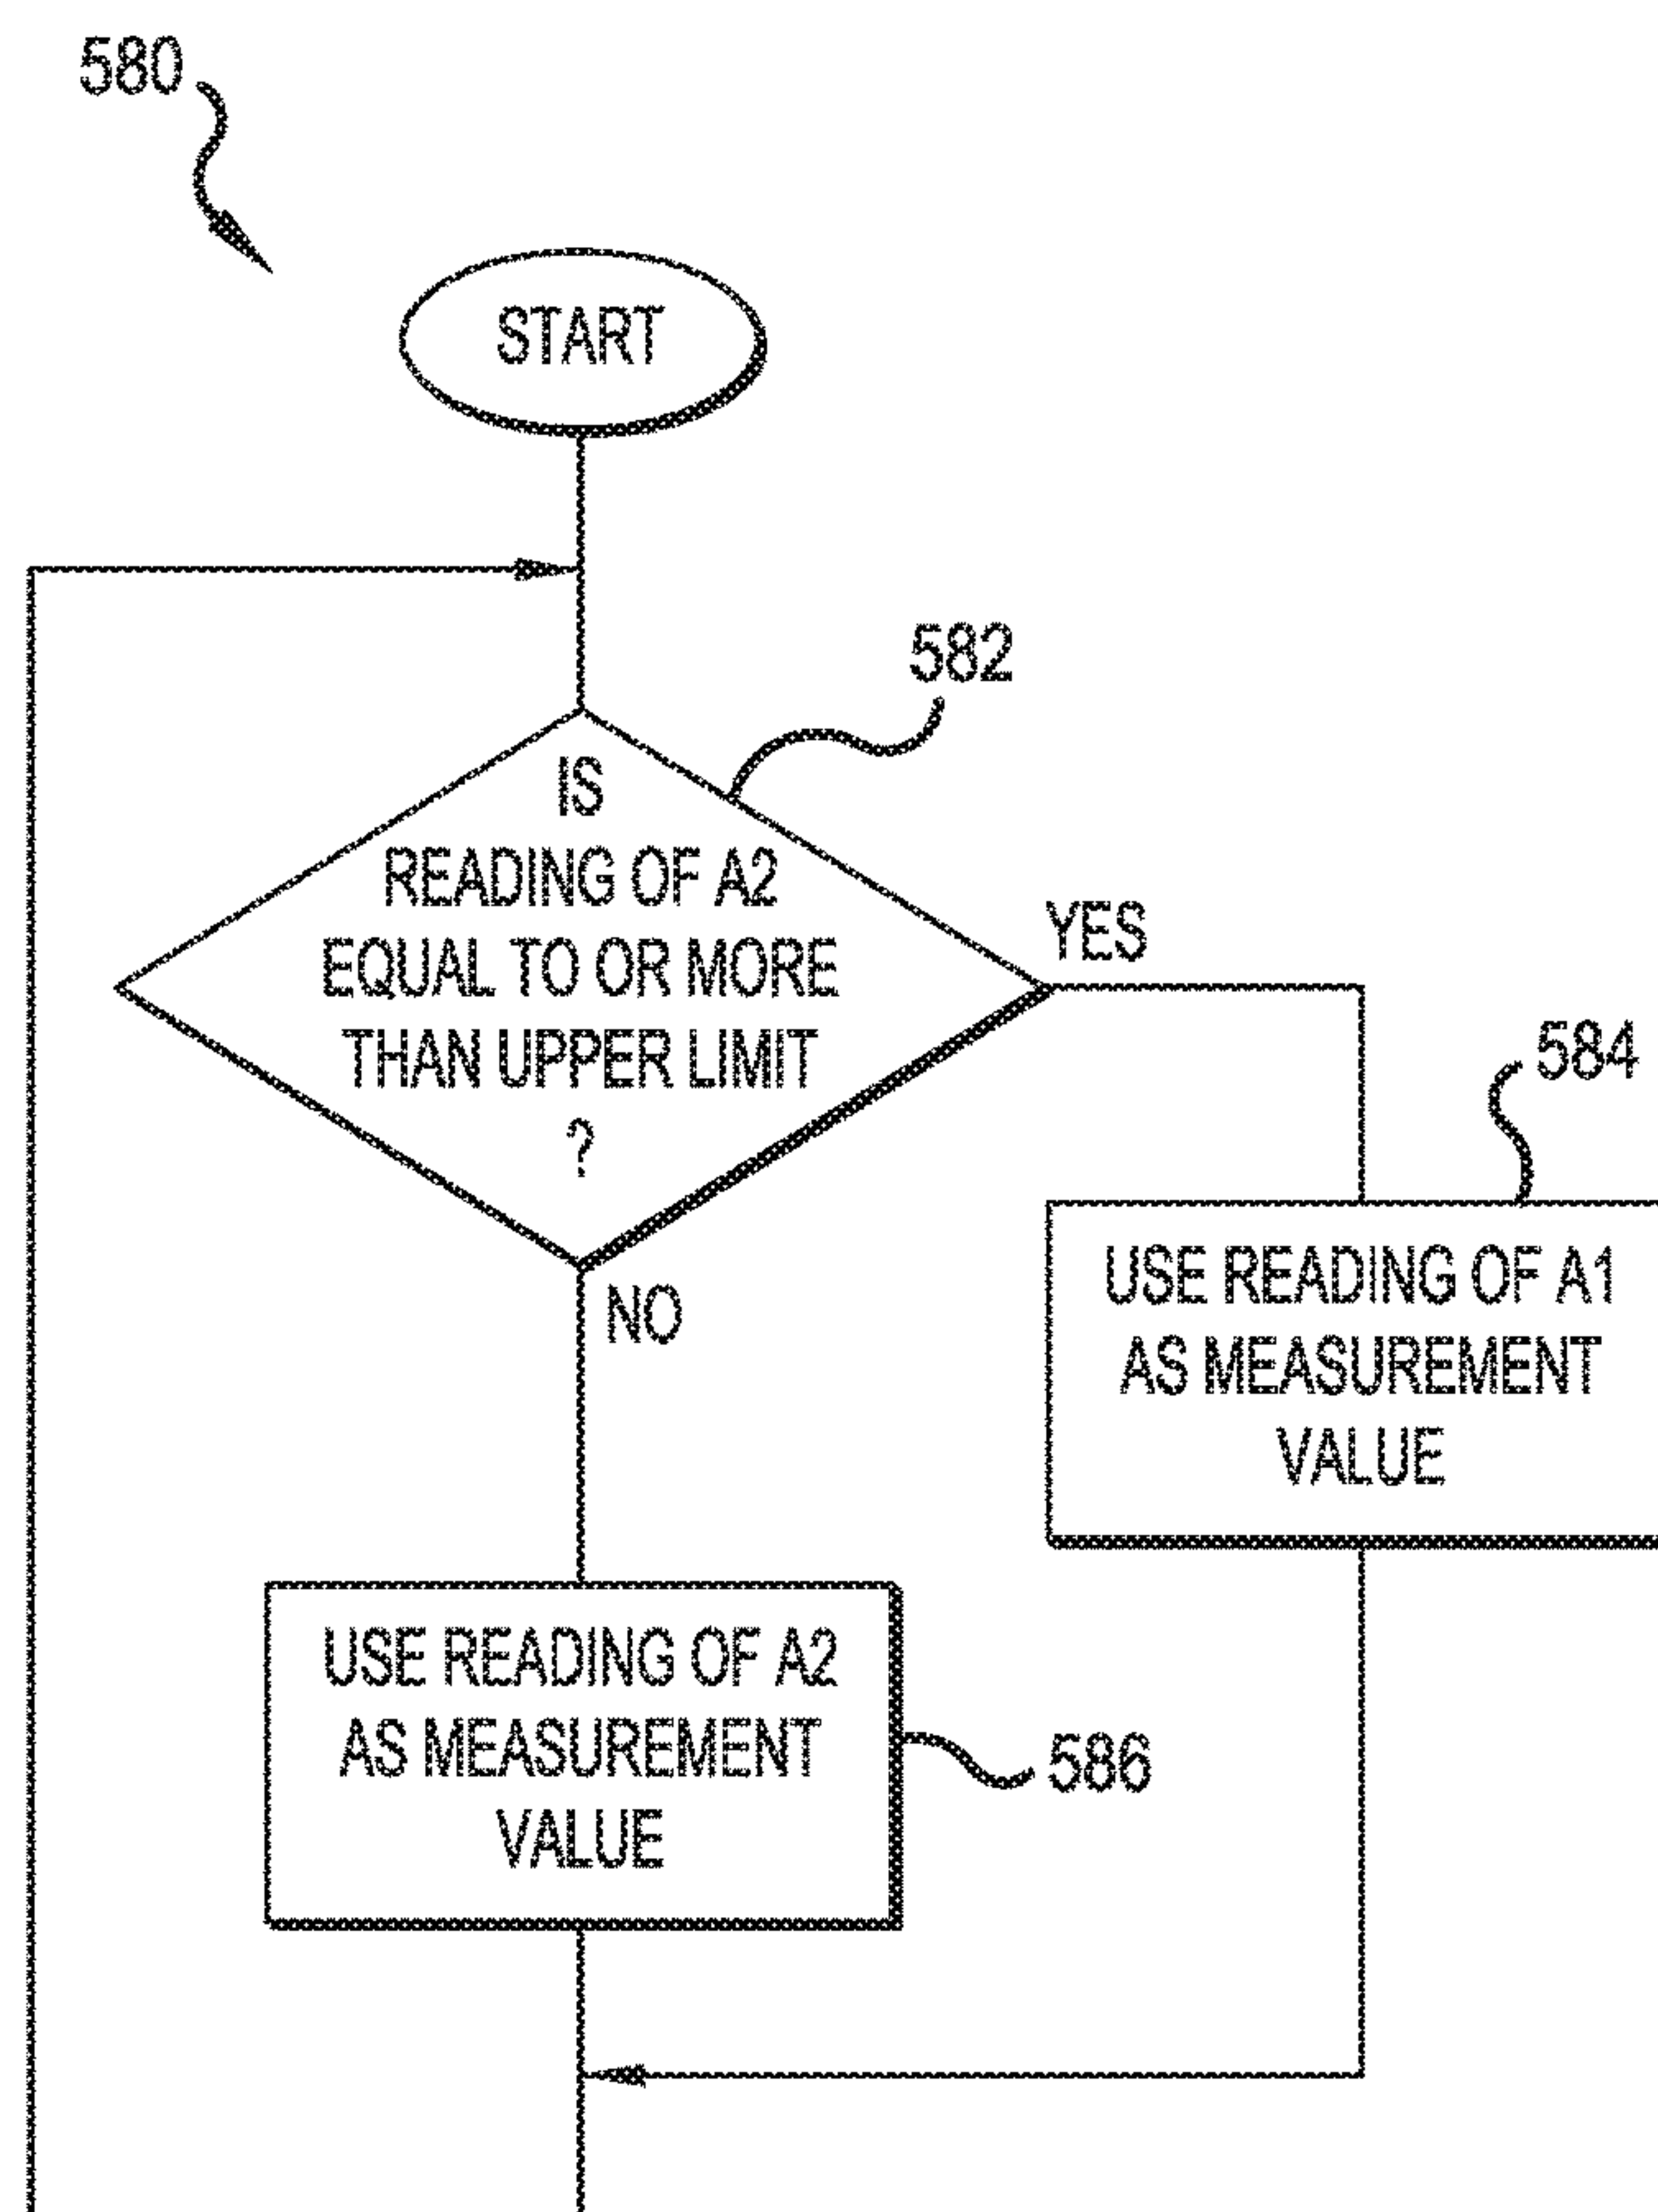 580
START
582
IS
READING OF A2
EQUAL TO OR MORE
THAN UPPER LIMIT
?
YES
584
USE READING OF A1
AS MEASUREMENT
VALUE
NO
USE READING OF A2
AS MEASUREMENT
VALUE
586